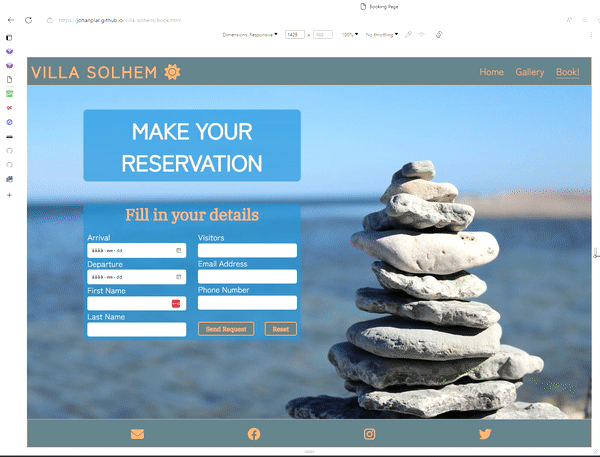 Booking Page
https://johanplar.github.io/villa-solhem/book.html
Dimensions: Responsive 1425 x 100% No throttling
VILLA SOLHEM
Home Gallery Book!
MAKE YOUR
RESERVATION
Fill in your details
Arrival Visitors
åååå-mm-dd
Departure Email Address
åååå-mm-dd
First Name Phone Number
Last Name
Send Request Reset